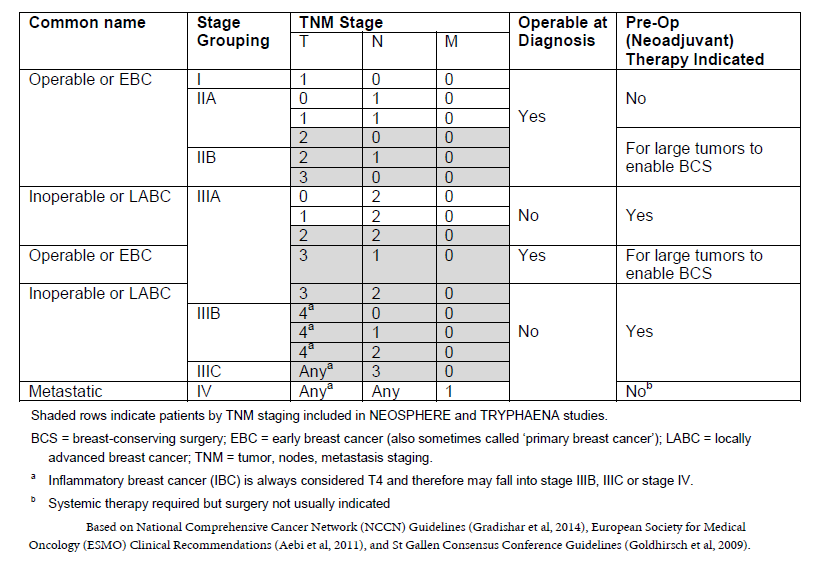 Common name Stage Grouping TNM Stage Operable at Diagnosis Pre-Op (Neoadjuvant) Therapy Indicated
T N M
Operable or EBC I 1 0 0 Yes No
IIA 0 1 0
1 1 0
2 0 0 For large tumors to enable BCS
IIB 2 1 0
3 0 0
Inoperable or LABC IIIA 0 2 0 No Yes
1 2 0
2 2 0
Operable or EBC 3 1 0 Yes For large tumors to enable BCS
Inoperable or LABC 3 2 0 No Yes
IIIB 4a 0 0
4a 1 0
4a 2 0
IIIC Anya 3 0
Metastatic IV Anya Any 1 Nob
Shaded rows indicate patients by TNM staging included in NEOSPHERE and TRYPHAENA studies.
BCS = breast-conserving surgery; EBC = early breast cancer (also sometimes called ‘primary breast cancer’); LABC = locally
advanced breast cancer; TNM = tumor, nodes, metastasis staging.
a Inflammatory breast cancer (IBC) is always considered T4 and therefore may fall into stage IIIB, IIIC or stage IV.
b Systemic therapy required but surgery not usually indicated
Based on National Comprehensive Cancer Network (NCCN) Guidelines (Gradishar et al, 2014), European Society for Medical
Oncology (ESMO) Clinical Recommendations (Aebi et al, 2011), and St Gallen Consensus Conference Guidelines (Goldhirsch et al, 2009).